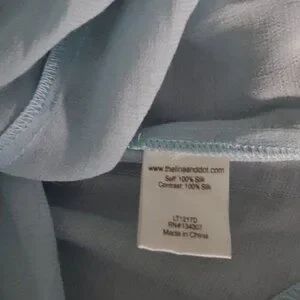 www.thelineanddot.com
Self: 100% Silk
Contrast: 100% Silk
LT1217D
RN#134307
Made in China